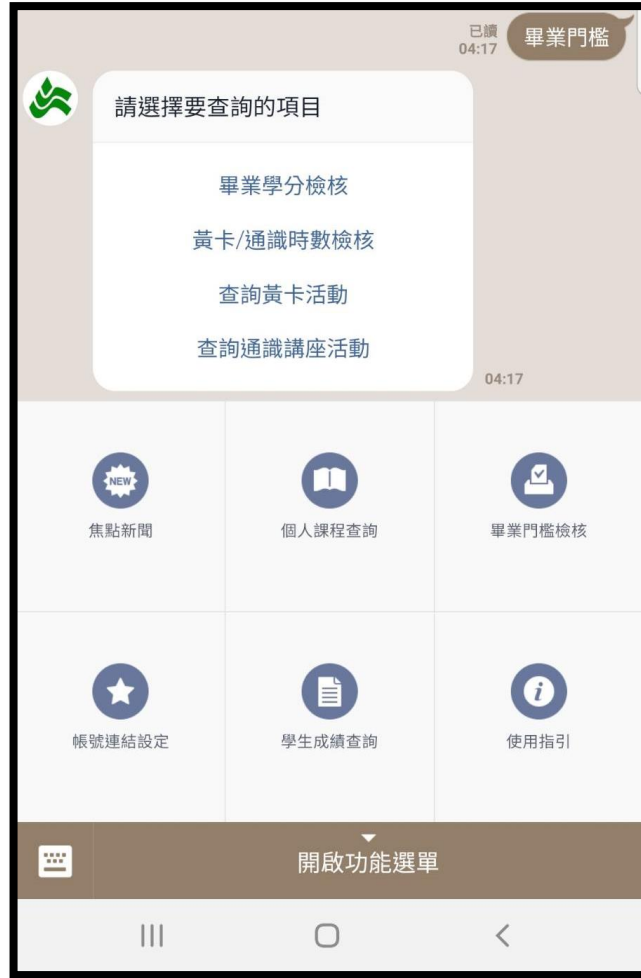 已讀
04:17
畢業門檻
請選擇要查詢的項目
畢業學分檢核
黃卡/通識時數檢核
查詢黃卡活動
查詢通識講座活動
04:17
NEW
焦點新聞
個人課程查詢
畢業門檻檢核
帳號連結設定
學生成績查詢
i
使用指引
開啟功能選單